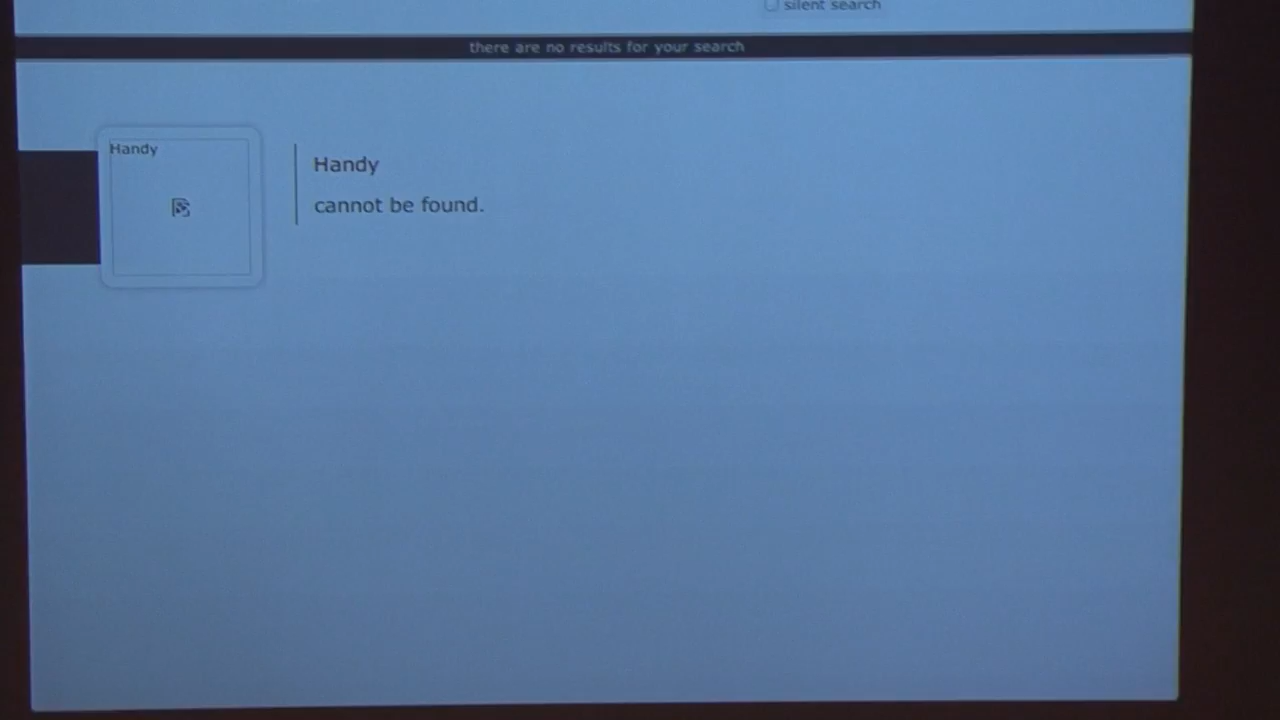 silent search
there are no results for your search
Handy
Handy
cannot be found.